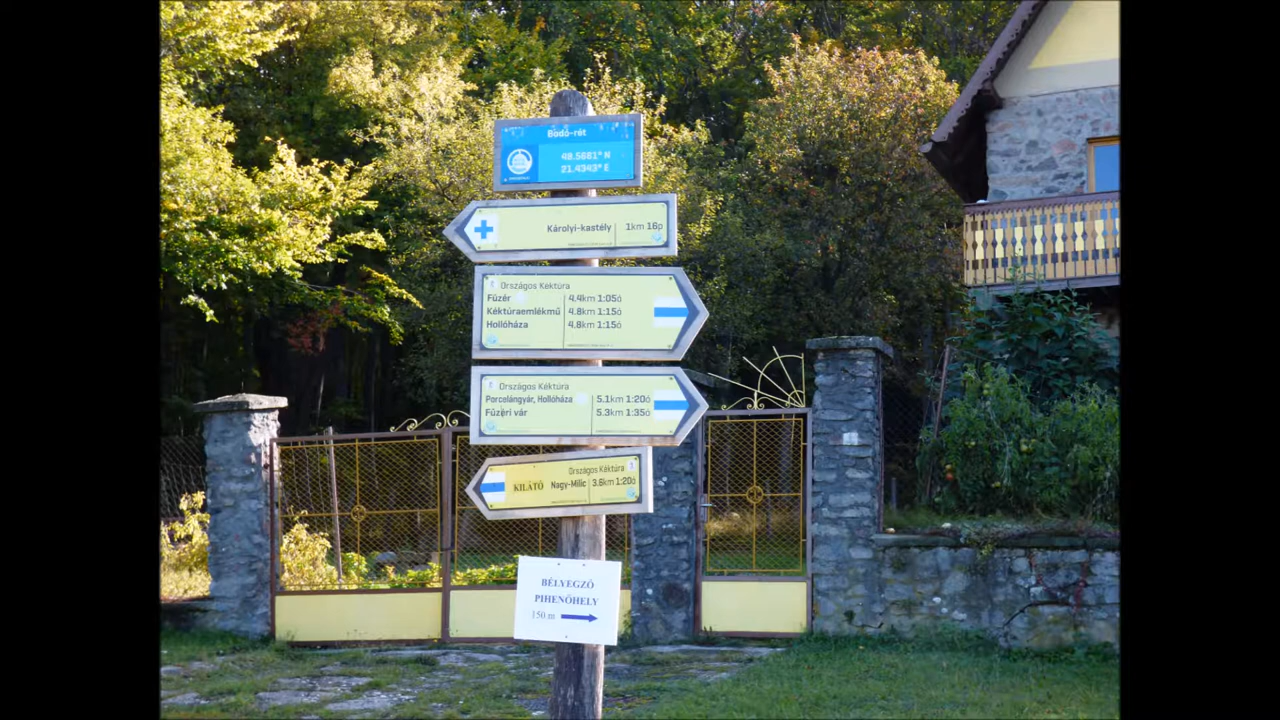 Bodó-rét
48.5681° N
21.4343° E
Károlyi-kastély 1km 16p
Országos Kéktúra
Füzér 4.4km 1:05ó
Kéktúraemlékmű 4.8km 1:15ó
Hollóháza 4.8km 1:15ó
Országos Kéktúra
Porcelángyár, Hollóháza 5.1km 1:20ó
Füzéri vár 5.3km 1:35ó
Országos Kéktúra
KILÁTÓ Nagy-Milic 3.6km 1:20ó
BÉLYEGZŐ
PIHENŐHELY
150 m